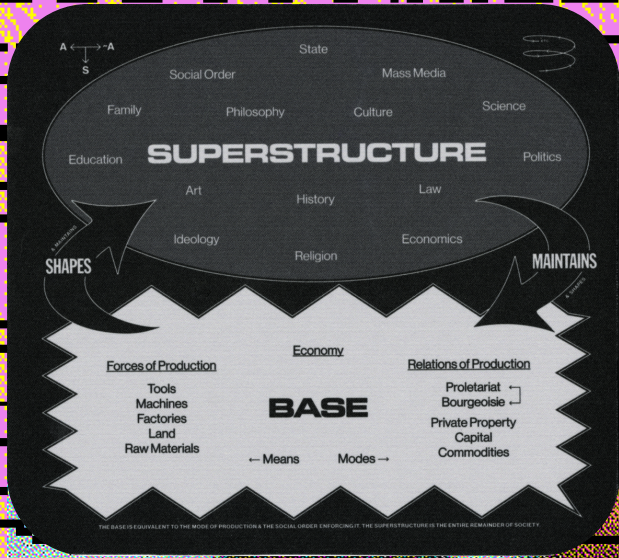 A ←→ ¬A
S
State
Social Order
Mass Media
Family
Philosophy
Culture
Science
Education
SUPERSTRUCTURE
Politics
Art
History
Law
Ideology
Religion
Economics
& MAINTAINS
SHAPES
MAINTAINS
& SHAPES
Forces of Production
Economy
Relations of Production
Tools
Machines
Factories
Land
Raw Materials
BASE
Proletariat
Bourgeoisie
Private Property
Capital
Commodities
← Means
Modes →
THE BASE IS EQUIVALENT TO THE MODE OF PRODUCTION & THE SOCIAL ORDER ENFORCING IT. THE SUPERSTRUCTURE IS THE ENTIRE REMAINDER OF SOCIETY.